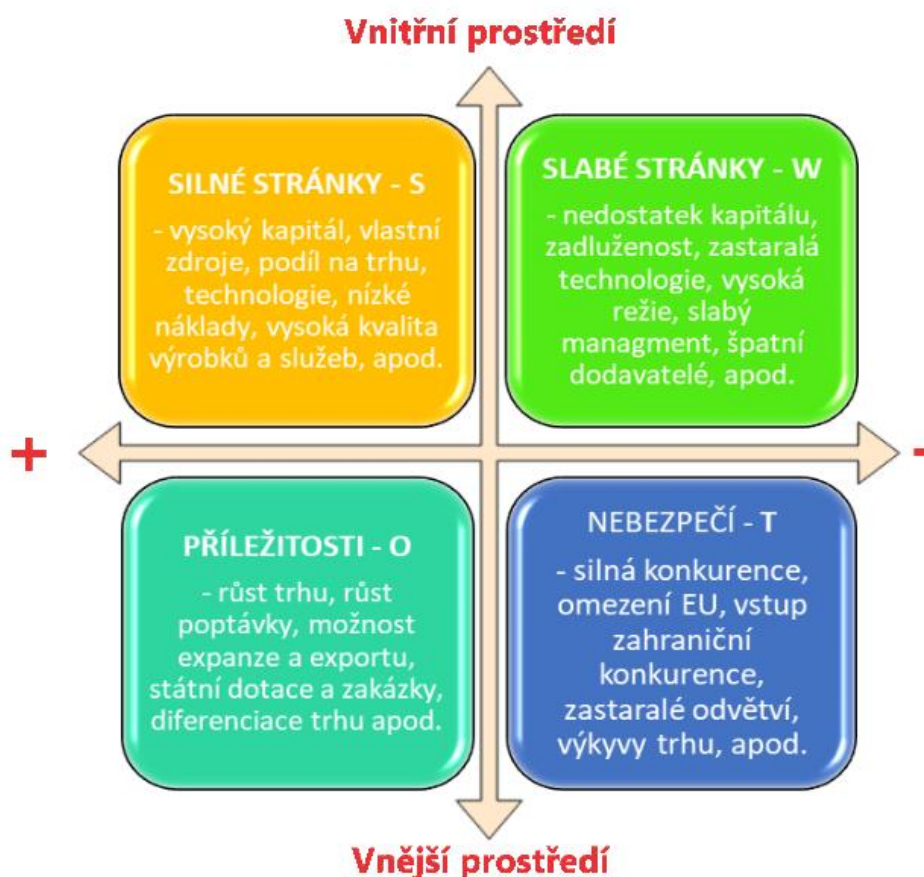 Vnitřní prostředí
SILNÉ STRÁNKY - S
- vysoký kapitál, vlastní
zdroje, podíl na trhu,
technologie, nízké
náklady, vysoká kvalita
výrobků a služeb, apod.
SLABÉ STRÁNKY - W
- nedostatek kapitálu,
zadluženost, zastaralá
technologie, vysoká
režie, slabý
managment, špatní
dodavatelé, apod.
+
-
PŘÍLEŽITOSTI - O
- růst trhu, růst
poptávky, možnost
expanze a exportu,
státní dotace a zakázky,
diferenciace trhu apod.
NEBEZPEČÍ - T
- silná konkurence,
omezení EU, vstup
zahraniční
konkurence,
zastaralé odvětví,
výkyvy trhu, apod.
Vnější prostředí